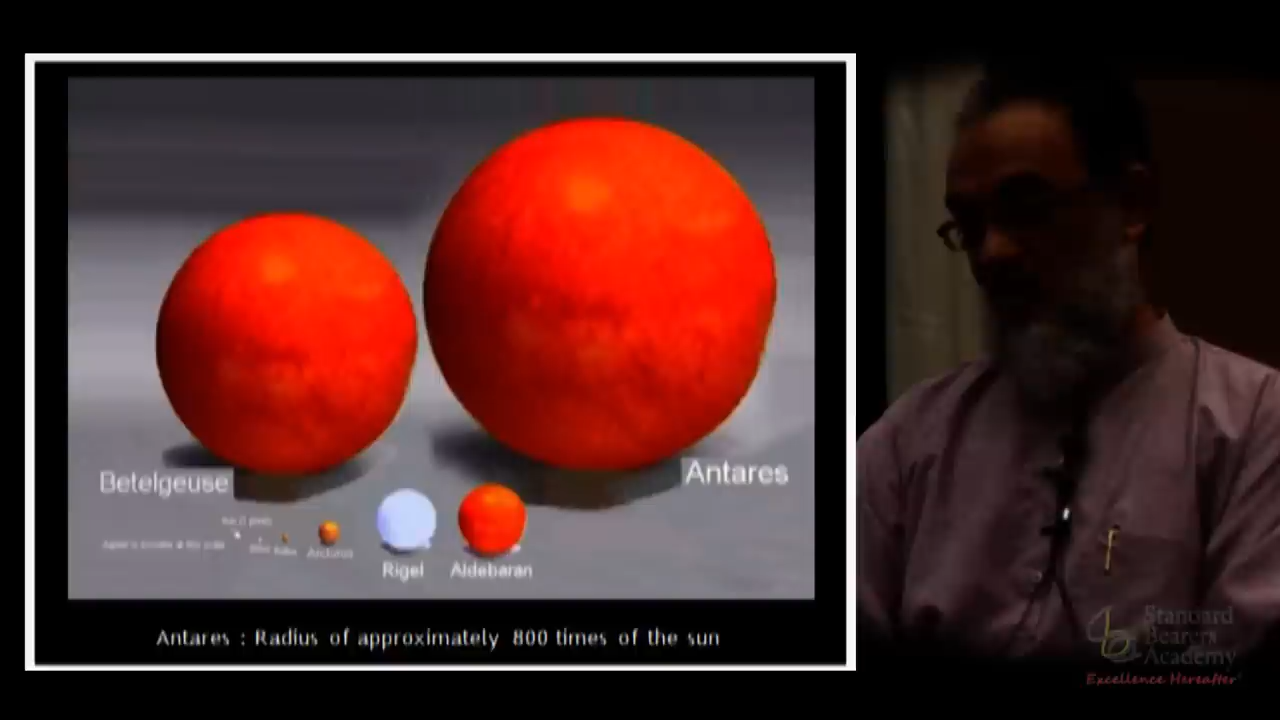 Betelgeuse
Antares
Arcturus
Rigel
Aldebaran
Antares : Radius of approximately 800 times of the sun
Standard
Bearers
Academy
Excellence Hereafter